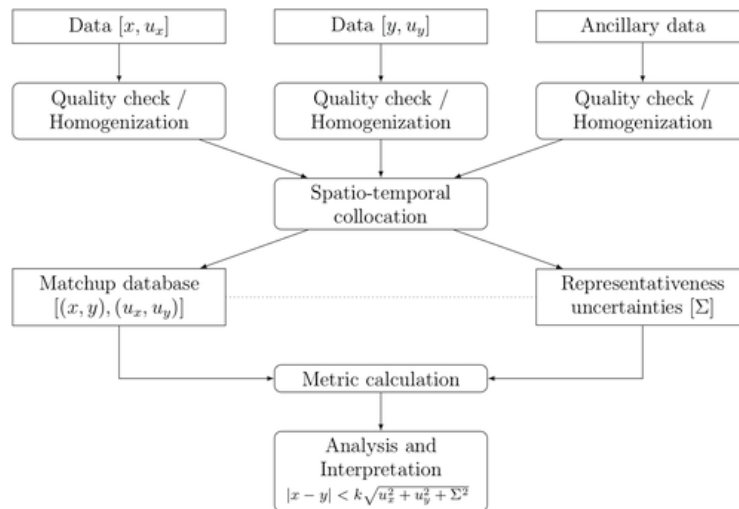 Data [x, u_x]
Data [y, u_y]
Ancillary data
Quality check /
Homogenization
Quality check /
Homogenization
Quality check /
Homogenization
Spatio-temporal
collocation
Matchup database
[(x, y), (u_x, u_y)]
Representativeness
uncertainties [Σ]
Metric calculation
Analysis and
Interpretation
|x − y| < k√(u_x² + u_y² + Σ²)